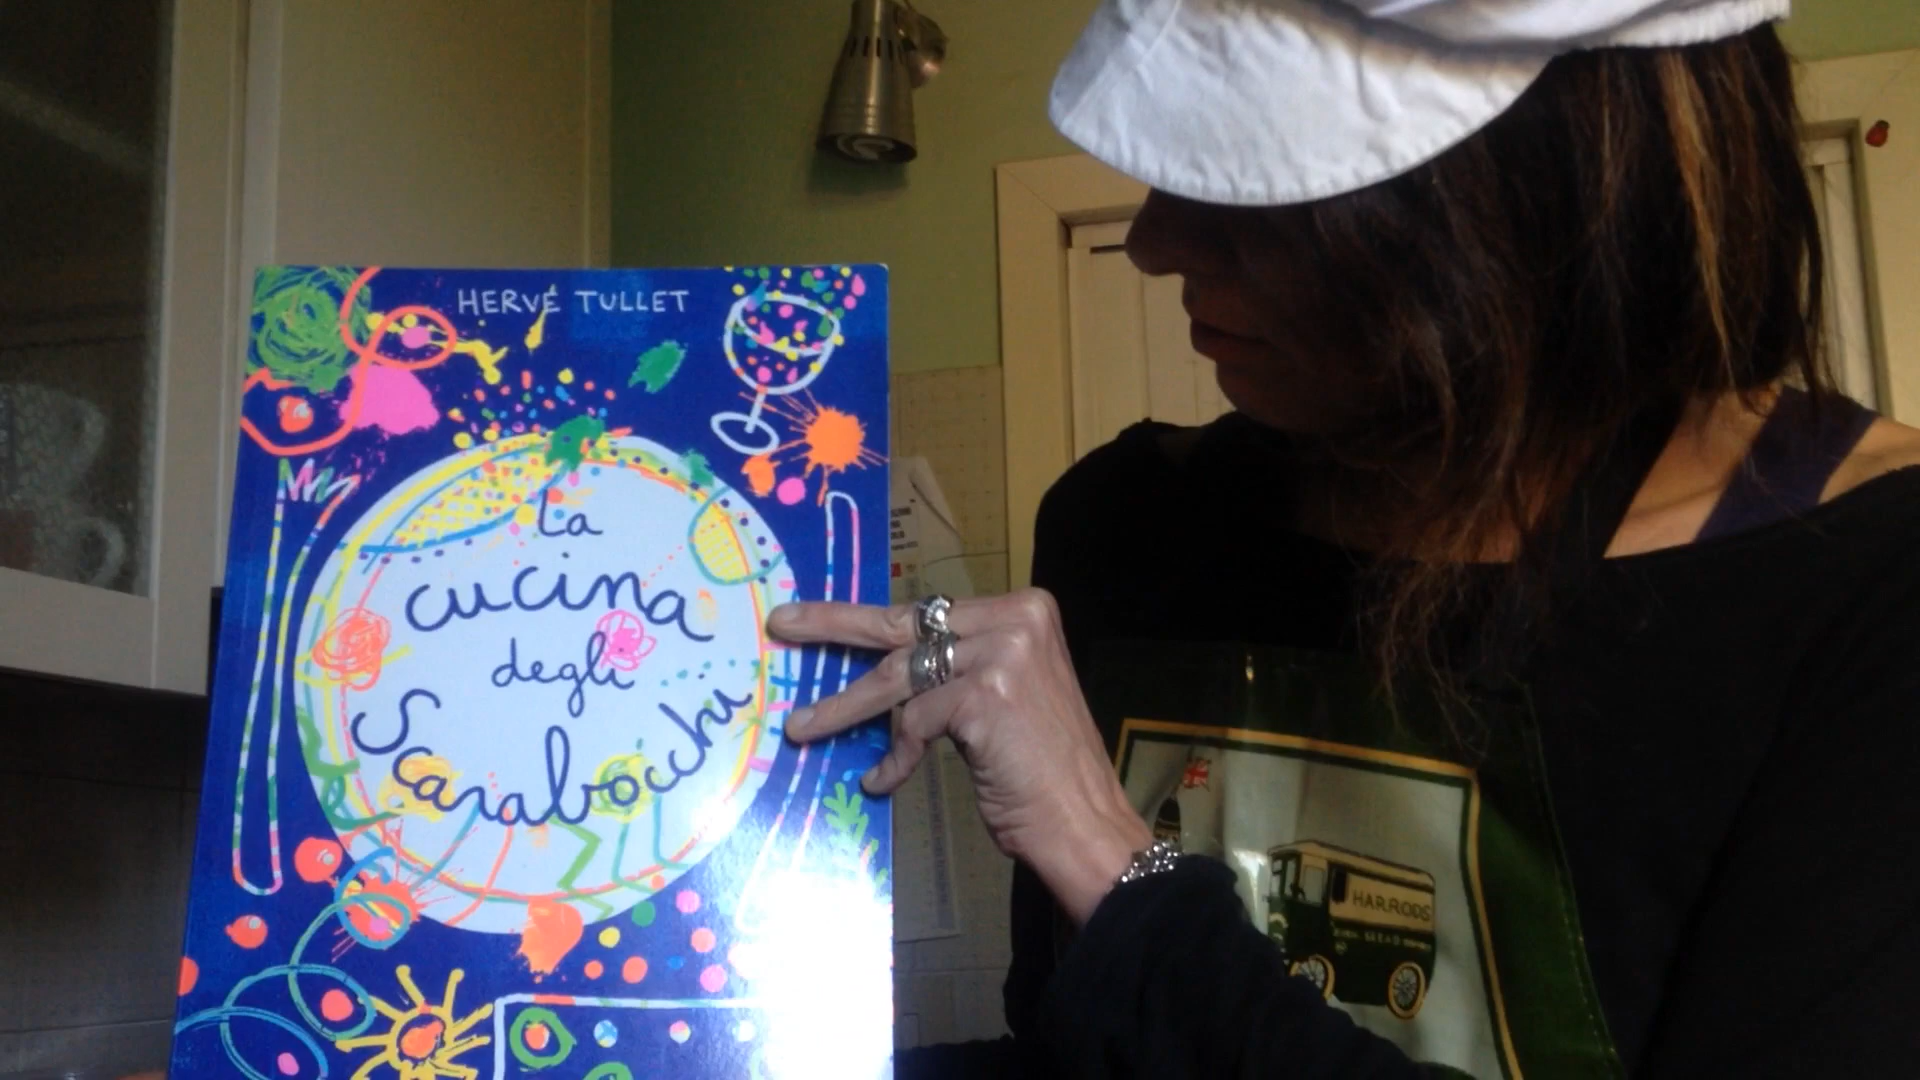 HERVÉ TULLET
La
cucina
degli
Scarabocchi
HARRODS